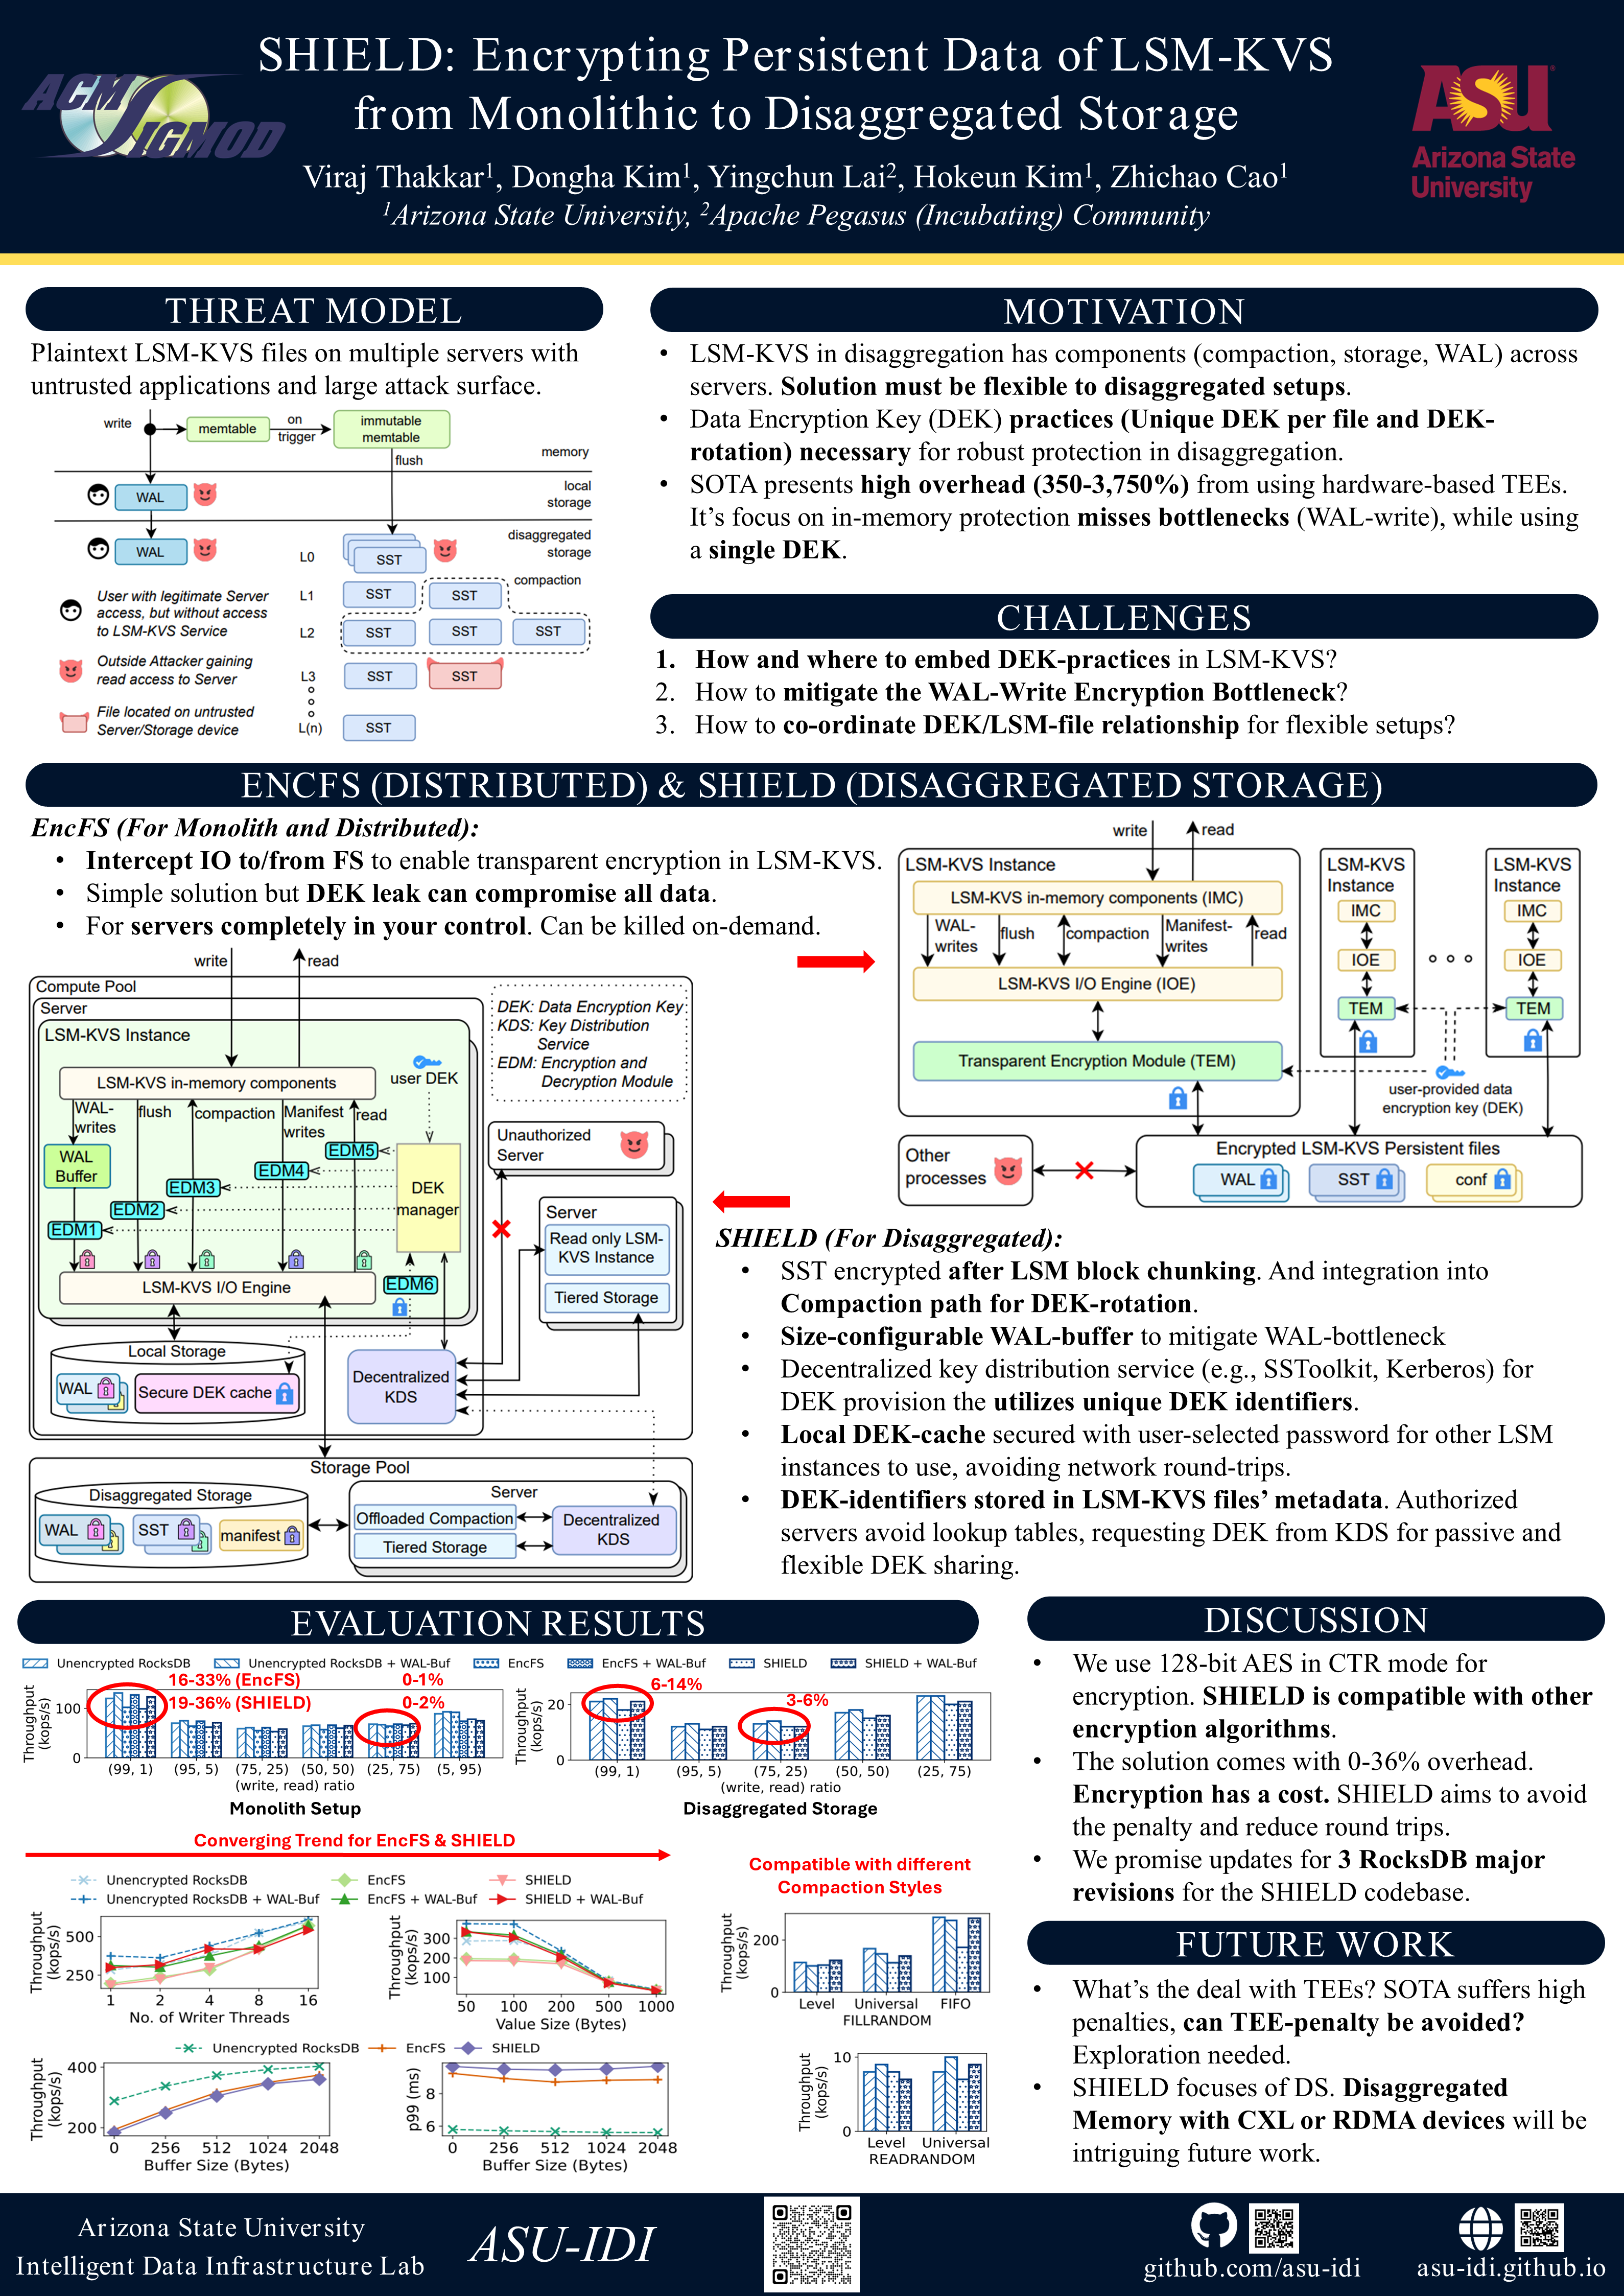 SHIELD: Encrypting Persistent Data of LSM-KVS
from Monolithic to Disaggregated Storage
Viraj Thakkar1, Dongha Kim1, Yingchun Lai2, Hokeun Kim1, Zhichao Cao1
1Arizona State University, 2Apache Pegasus (Incubating) Community
ACM SIGMOD
ASU
Arizona State
University
THREAT MODEL
Plaintext LSM-KVS files on multiple servers with
untrusted applications and large attack surface.
write
memtable
on
trigger
immutable
memtable
flush
memory
WAL
local
storage
WAL
disaggregated
storage
L0
SST
compaction
L1
SST
SST
L2
SST
SST
SST
L3
SST
SST
L(n)
SST
User with legitimate Server
access, but without access
to LSM-KVS Service
Outside Attacker gaining
read access to Server
File located on untrusted
Server/Storage device
MOTIVATION
• LSM-KVS in disaggregation has components (compaction, storage, WAL) across
servers. Solution must be flexible to disaggregated setups.
• Data Encryption Key (DEK) practices (Unique DEK per file and DEK-
rotation) necessary for robust protection in disaggregation.
• SOTA presents high overhead (350-3,750%) from using hardware-based TEEs.
It's focus on in-memory protection misses bottlenecks (WAL-write), while using
a single DEK.
CHALLENGES
1. How and where to embed DEK-practices in LSM-KVS?
2. How to mitigate the WAL-Write Encryption Bottleneck?
3. How to co-ordinate DEK/LSM-file relationship for flexible setups?
ENCFS (DISTRIBUTED) & SHIELD (DISAGGREGATED STORAGE)
EncFS (For Monolith and Distributed):
• Intercept IO to/from FS to enable transparent encryption in LSM-KVS.
• Simple solution but DEK leak can compromise all data.
• For servers completely in your control. Can be killed on-demand.
write
read
Compute Pool
Server
LSM-KVS Instance
LSM-KVS in-memory components
user DEK
WAL-
writes
flush
compaction
Manifest
writes
read
WAL
Buffer
EDM5
EDM4
EDM3
EDM2
EDM1
DEK
manager
LSM-KVS I/O Engine
EDM6
Local Storage
WAL
Secure DEK cache
Decentralized
KDS
DEK: Data Encryption Key
KDS: Key Distribution
Service
EDM: Encryption and
Decryption Module
Unauthorized
Server
Server
Read only LSM-
KVS Instance
Tiered Storage
Storage Pool
Disaggregated Storage
WAL
SST
manifest
Server
Offloaded Compaction
Tiered Storage
Decentralized
KDS
write
read
LSM-KVS Instance
LSM-KVS in-memory components (IMC)
WAL-
writes
flush
compaction
Manifest-
writes
read
LSM-KVS I/O Engine (IOE)
Transparent Encryption Module (TEM)
LSM-KVS
Instance
IMC
IOE
TEM
LSM-KVS
Instance
IMC
IOE
TEM
user-provided data
encryption key (DEK)
Other
processes
Encrypted LSM-KVS Persistent files
WAL
SST
conf
SHIELD (For Disaggregated):
• SST encrypted after LSM block chunking. And integration into
Compaction path for DEK-rotation.
• Size-configurable WAL-buffer to mitigate WAL-bottleneck
• Decentralized key distribution service (e.g., SSToolkit, Kerberos) for
DEK provision the utilizes unique DEK identifiers.
• Local DEK-cache secured with user-selected password for other LSM
instances to use, avoiding network round-trips.
• DEK-identifiers stored in LSM-KVS files' metadata. Authorized
servers avoid lookup tables, requesting DEK from KDS for passive and
flexible DEK sharing.
EVALUATION RESULTS
Unencrypted RocksDB
Unencrypted RocksDB + WAL-Buf
EncFS
EncFS + WAL-Buf
SHIELD
SHIELD + WAL-Buf
16-33% (EncFS)
19-36% (SHIELD)
0-1%
0-2%
Throughput
(kops/s)
100
0
(99, 1) (95, 5) (75, 25) (50, 50) (25, 75) (5, 95)
(write, read) ratio
Monolith Setup
6-14%
3-6%
Throughput
(kops/s)
20
0
(99, 1) (95, 5) (75, 25) (50, 50) (25, 75)
(write, read) ratio
Disaggregated Storage
Converging Trend for EncFS & SHIELD
Unencrypted RocksDB
EncFS
SHIELD
Unencrypted RocksDB + WAL-Buf
EncFS + WAL-Buf
SHIELD + WAL-Buf
Throughput
(kops/s)
500
250
1 2 4 8 16
No. of Writer Threads
Throughput
(kops/s)
300
200
100
50 100 200 500 1000
Value Size (Bytes)
Unencrypted RocksDB
EncFS
SHIELD
Throughput
(kops/s)
400
200
0 256 512 1024 2048
Buffer Size (Bytes)
p99 (ms)
8
6
0 256 512 1024 2048
Buffer Size (Bytes)
Compatible with different
Compaction Styles
Throughput
(kops/s)
200
0
Level Universal FIFO
FILLRANDOM
Throughput
(kops/s)
10
0
Level Universal
READRANDOM
DISCUSSION
• We use 128-bit AES in CTR mode for
encryption. SHIELD is compatible with other
encryption algorithms.
• The solution comes with 0-36% overhead.
Encryption has a cost. SHIELD aims to avoid
the penalty and reduce round trips.
• We promise updates for 3 RocksDB major
revisions for the SHIELD codebase.
FUTURE WORK
• What's the deal with TEEs? SOTA suffers high
penalties, can TEE-penalty be avoided?
Exploration needed.
• SHIELD focuses of DS. Disaggregated
Memory with CXL or RDMA devices will be
intriguing future work.
Arizona State University
Intelligent Data Infrastructure Lab
ASU-IDI
github.com/asu-idi
asu-idi.github.io